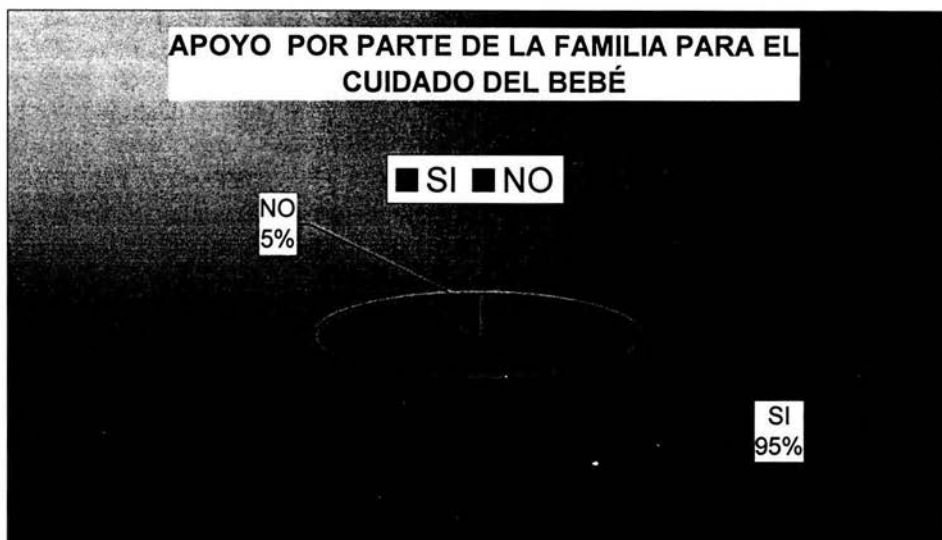 APOYO POR PARTE DE LA FAMILIA PARA EL
CUIDADO DEL BEBÉ
SI NO
NO
5%
SI
95%